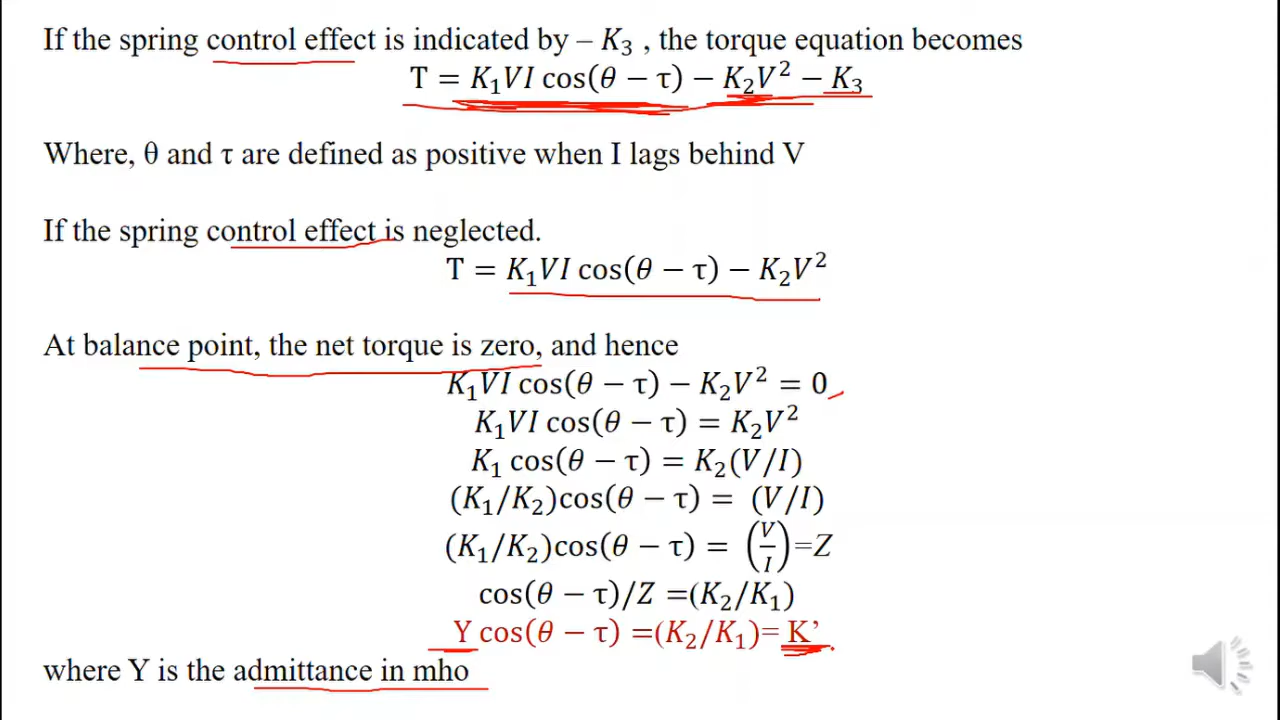 If the spring control effect is indicated by – K₃ , the torque equation becomes
T = K₁VI cos(θ − τ) − K₂V² − K₃
Where, θ and τ are defined as positive when I lags behind V
If the spring control effect is neglected.
T = K₁VI cos(θ − τ) − K₂V²
At balance point, the net torque is zero, and hence
K₁VI cos(θ − τ) − K₂V² = 0
K₁VI cos(θ − τ) = K₂V²
K₁ cos(θ − τ) = K₂(V/I)
(K₁/K₂)cos(θ − τ) = (V/I)
(K₁/K₂)cos(θ − τ) = (V/I)=Z
cos(θ − τ)/Z =(K₂/K₁)
Y cos(θ − τ) =(K₂/K₁)= K’
where Y is the admittance in mho